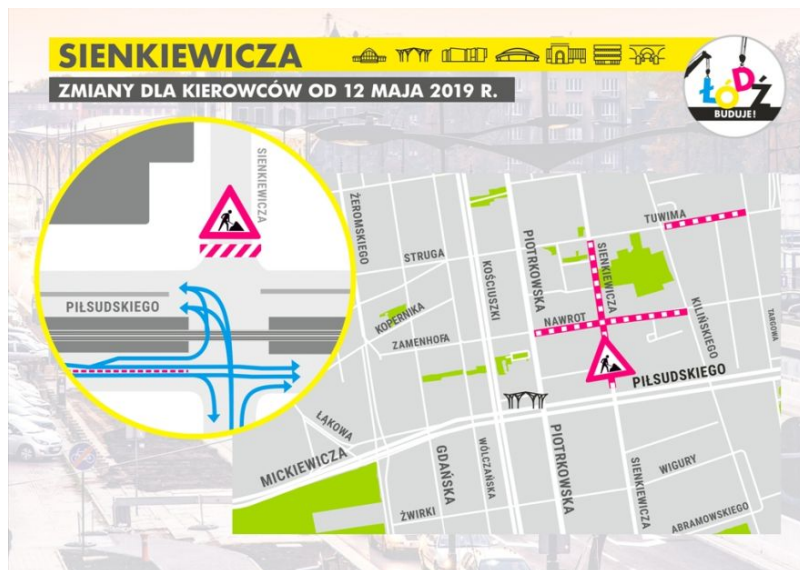 SIENKIEWICZA
ZMIANY DLA KIEROWCÓW OD 12 MAJA 2019 R.
ŁÓDŹ
BUDUJE!
SIENKIEWICZA
PIŁSUDSKIEGO
ŻEROMSKIEGO
STRUGA
KOŚCIUSZKI
PIOTRKOWSKA
SIENKIEWICZA
TUWIMA
KOPERNIKA
ZAMENHOFA
NAWROT
KILIŃSKIEGO
TARGOWA
PIŁSUDSKIEGO
ŁĄKOWA
MICKIEWICZA
GDAŃSKA
WÓLCZAŃSKA
PIOTRKOWSKA
SIENKIEWICZA
WIGURY
ŻWIRKI
ABRAMOWSKIEGO